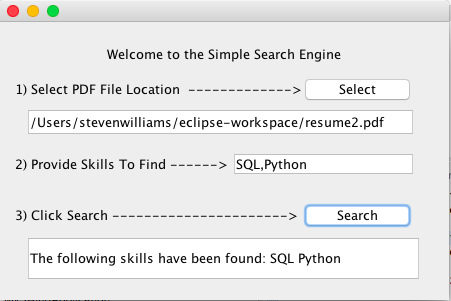 Welcome to the Simple Search Engine
1) Select PDF File Location -------------> Select
/Users/stevenwilliams/eclipse-workspace/resume2.pdf
2) Provide Skills To Find ------> SQL,Python
3) Click Search ---------------------> Search
The following skills have been found: SQL Python